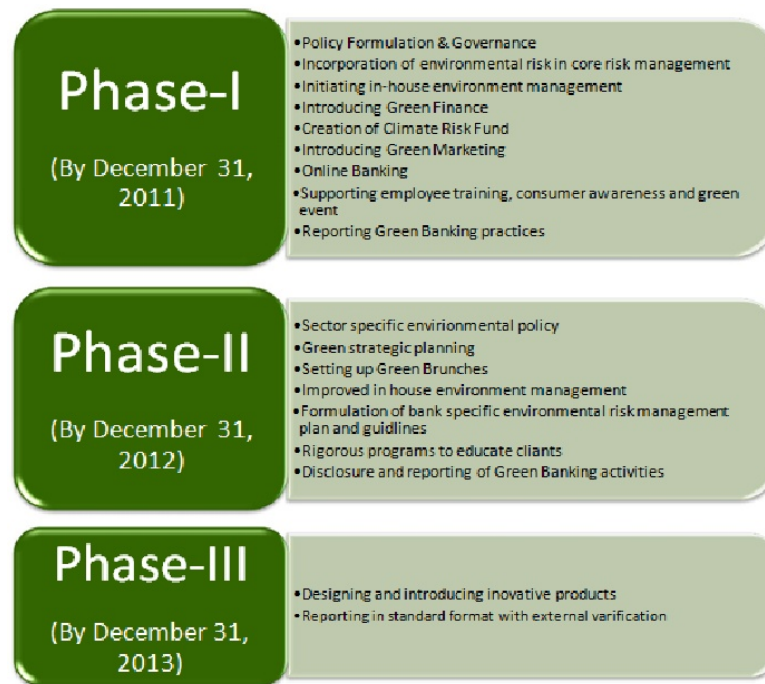 Phase-I
(By December 31,
2011)
•Policy Formulation & Governance
•Incorporation of environmental risk in core risk management
•Initiating in-house environment management
•Introducing Green Finance
•Creation of Climate Risk Fund
•Introducing Green Marketing
•Online Banking
•Supporting employee training, consumer awareness and green
event
•Reporting Green Banking practices
Phase-II
(By December 31,
2012)
•Sector specific envirionmental policy
•Green strategic planning
•Setting up Green Brunches
•Improved in house environment management
•Formulation of bank specific environmental risk management
plan and guidlines
•Rigorous programs to educate cliants
•Disclosure and reporting of Green Banking activities
Phase-III
(By December 31,
2013)
•Designing and introducing inovative products
•Reporting in standard format with external varification